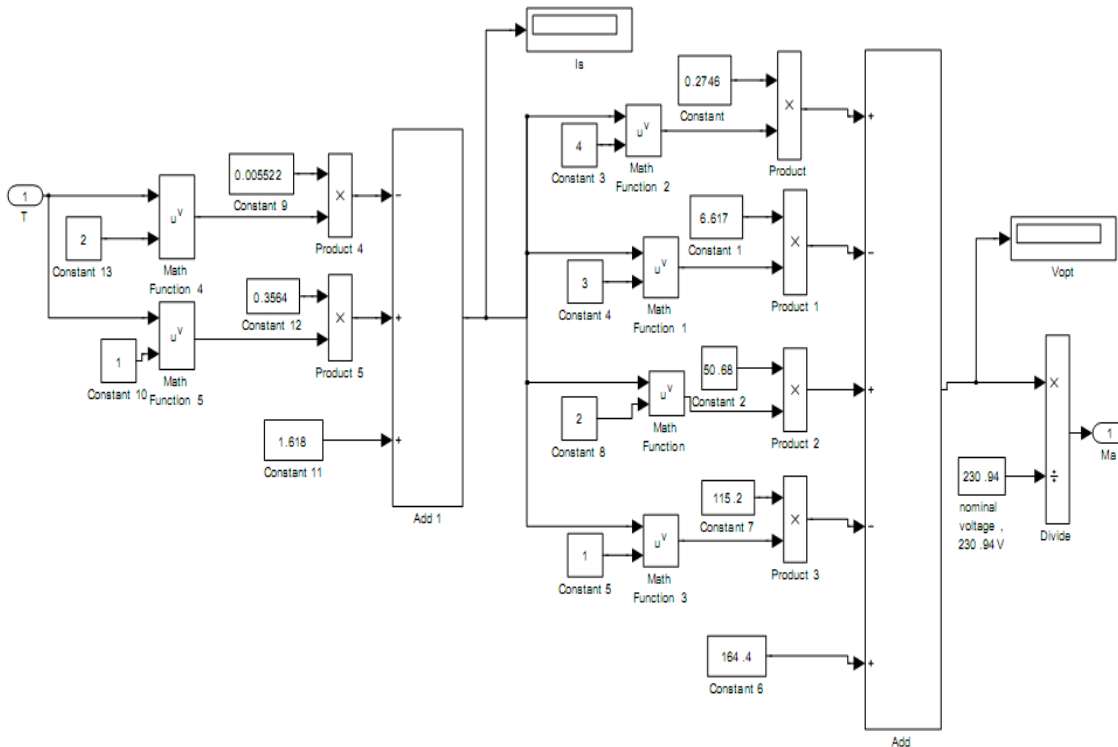 Is
0.2746
Constant
×
Product
+
4
Constant 3
u^v
Math
Function 2
1
T
2
Constant 13
u^v
Math
Function 4
0.005522
Constant 9
×
Product 4
−
6.617
Constant 1
×
Product 1
−
3
Constant 4
u^v
Math
Function 1
Vopt
0.3564
Constant 12
×
Product 5
+
1
Constant 10
u^v
Math
Function 5
50.68
Constant 2
×
Product 2
+
2
Constant 8
u^v
Math
Function
×
÷
Divide
1
Ma
1.618
Constant 11
+
Add 1
115.2
Constant 7
×
Product 3
−
230 .94
nominal
voltage ,
230 .94 V
1
Constant 5
u^v
Math
Function 3
164 .4
Constant 6
+
Add